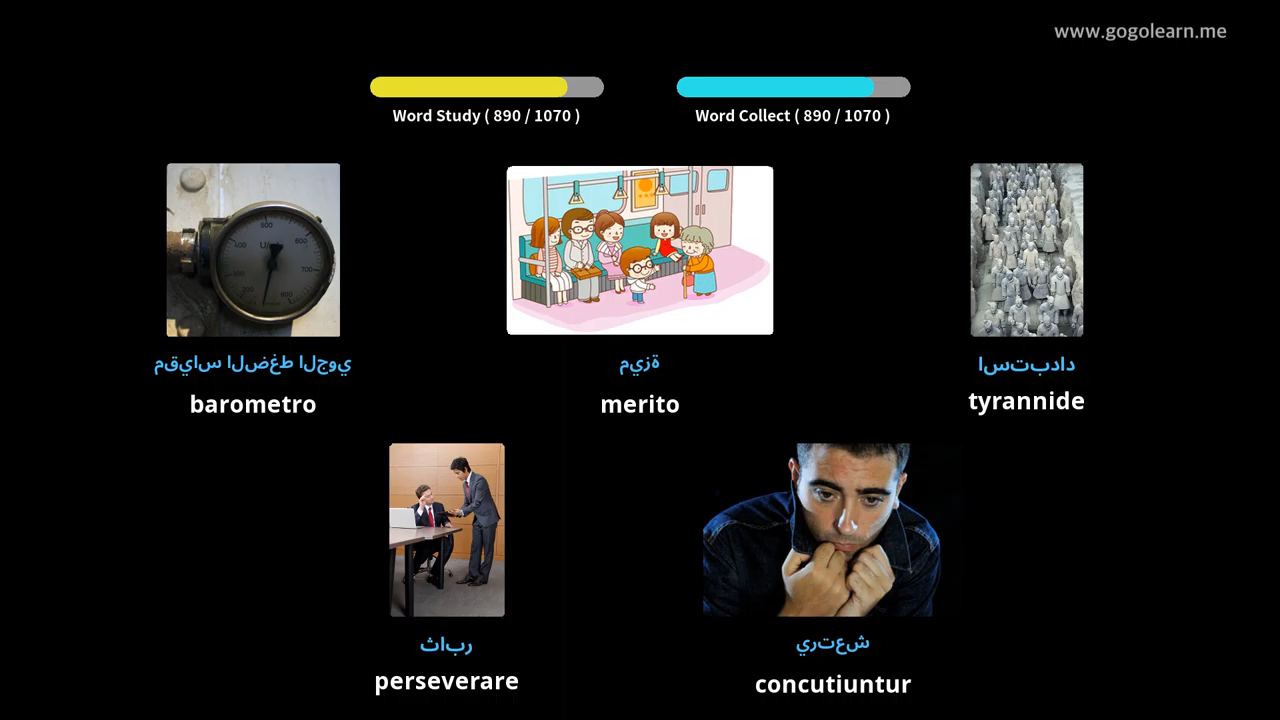 www.gogolearn.me
Word Study ( 890 / 1070 )
Word Collect ( 890 / 1070 )
مقياس الضغط الجوي
barometro
ميزة
merito
استبداد
tyrannide
ثابر
perseverare
يرتعش
concutiuntur